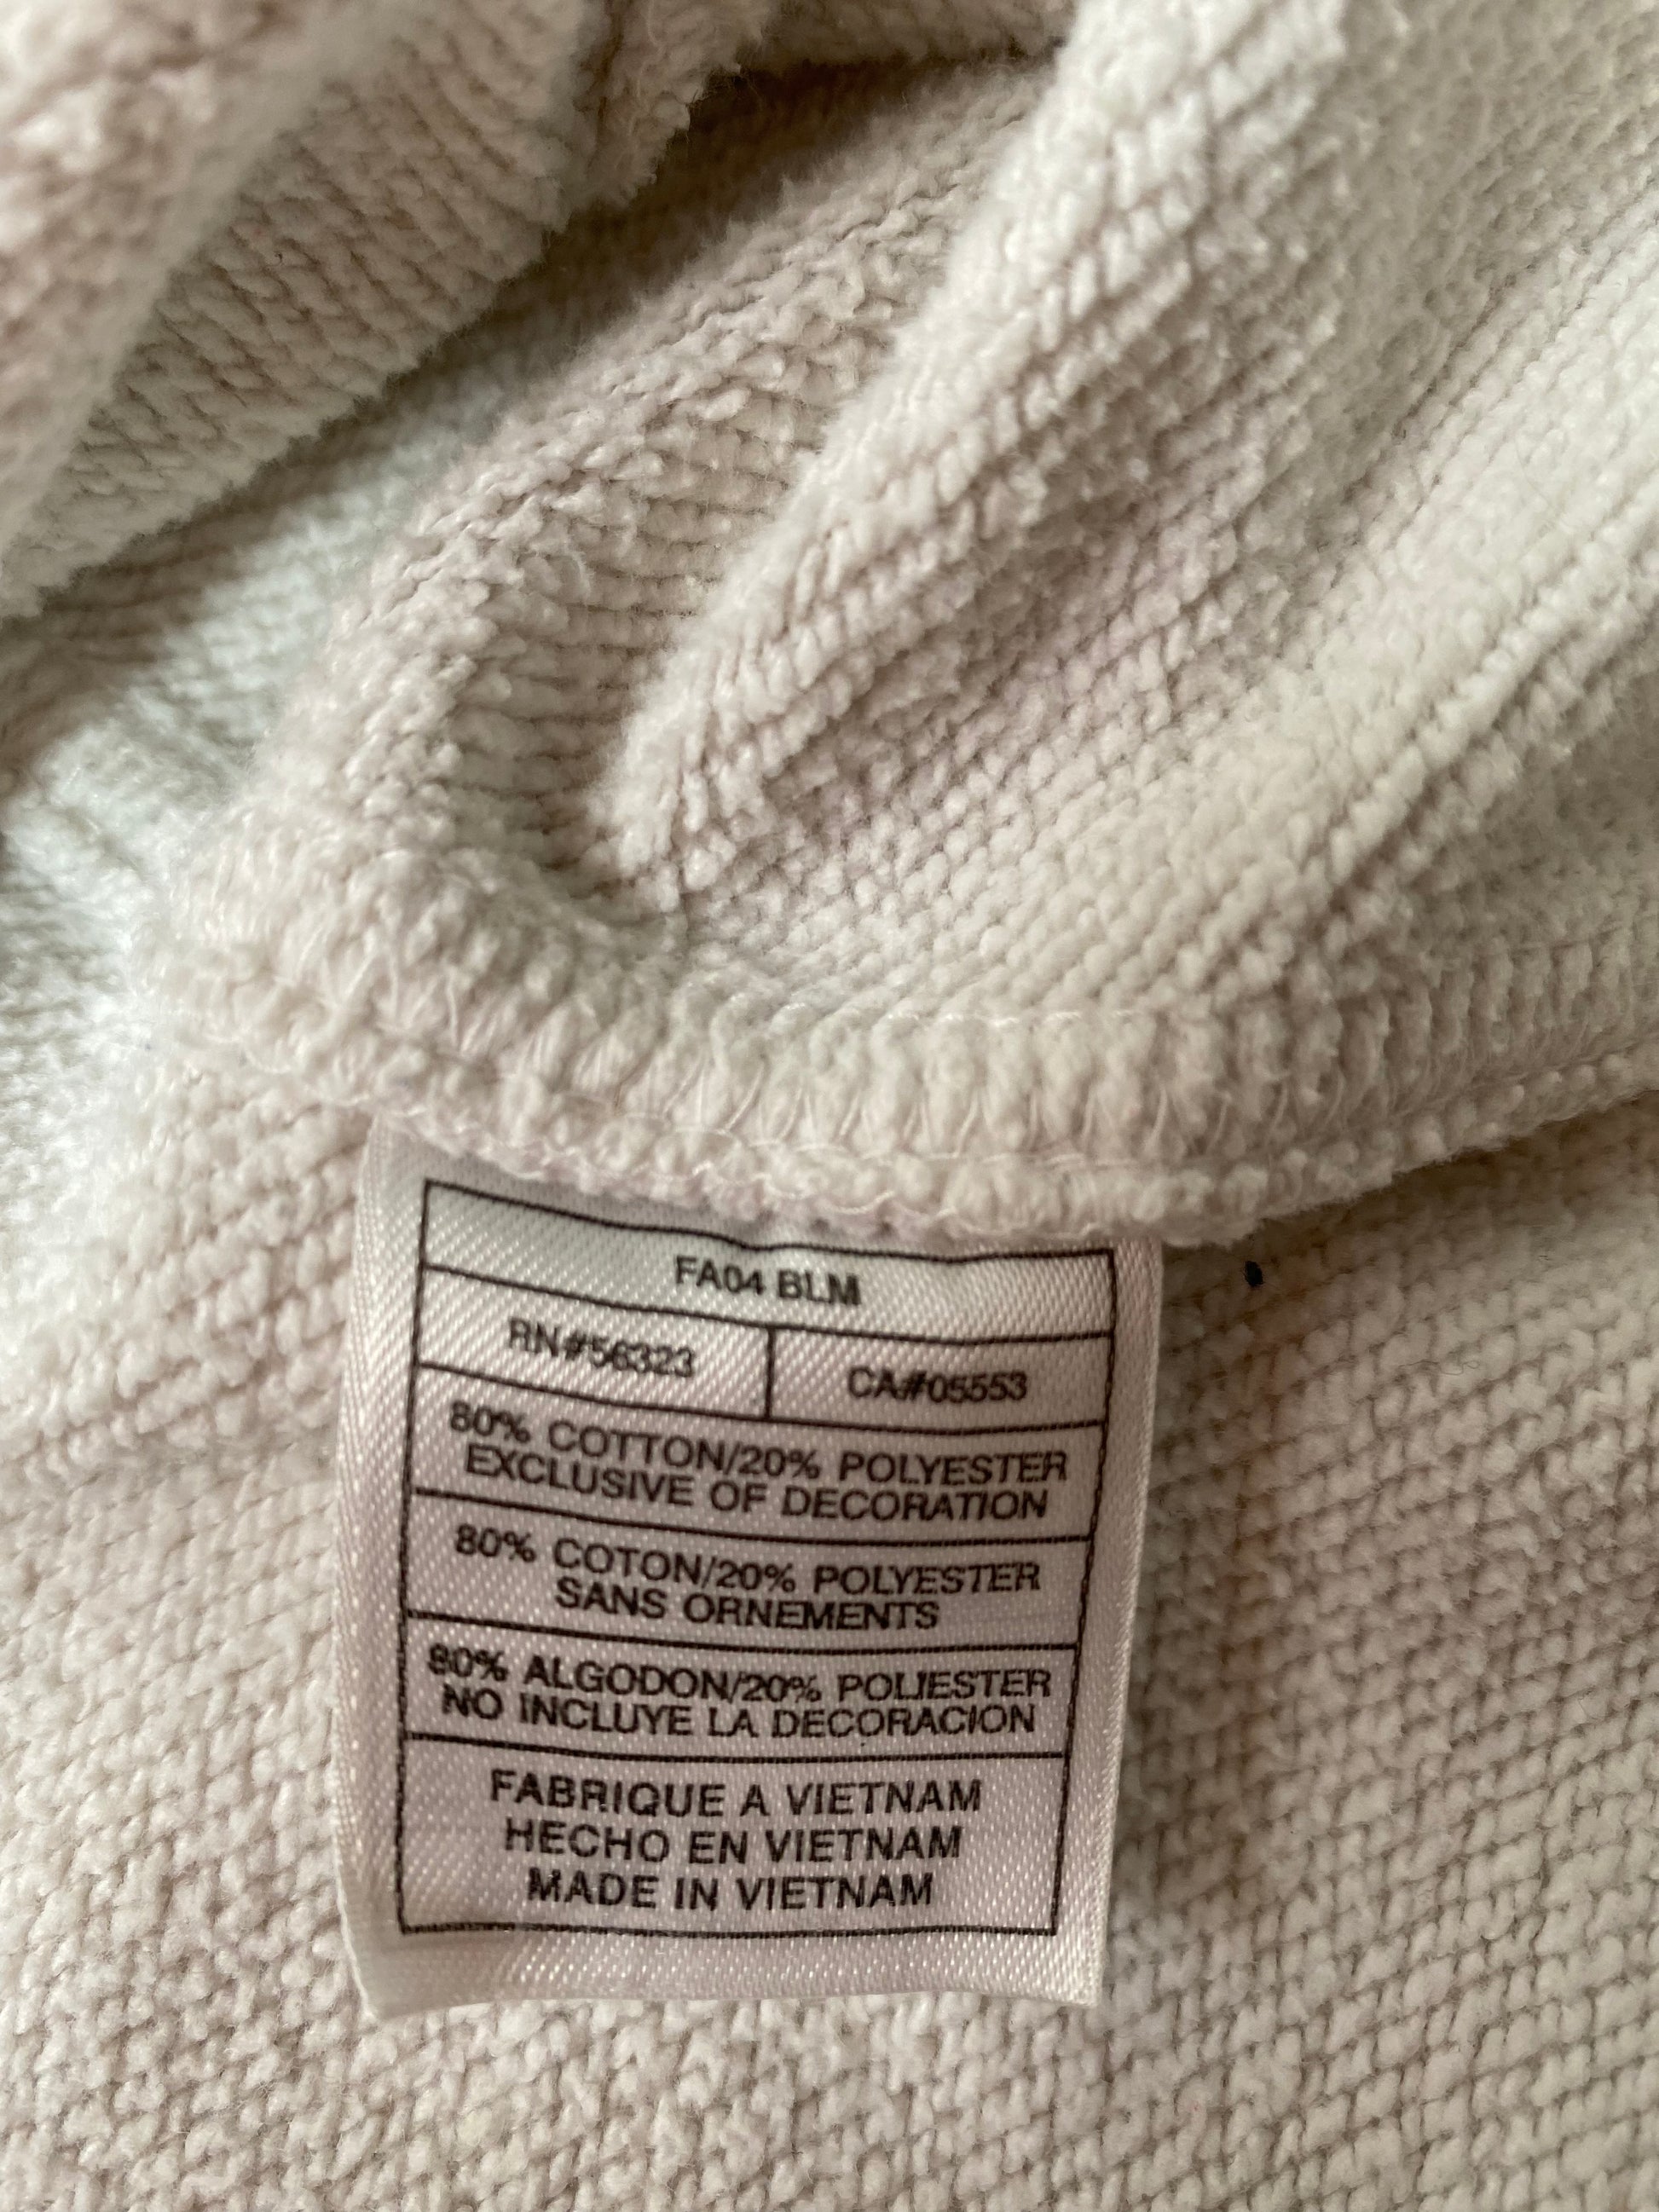 FA04 BLM
RN#56323 CA#05553
80% COTTON/20% POLYESTER
EXCLUSIVE OF DECORATION
80% COTON/20% POLYESTER
SANS ORNEMENTS
80% ALGODON/20% POLIESTER
NO INCLUYE LA DECORACION
FABRIQUE A VIETNAM
HECHO EN VIETNAM
MADE IN VIETNAM